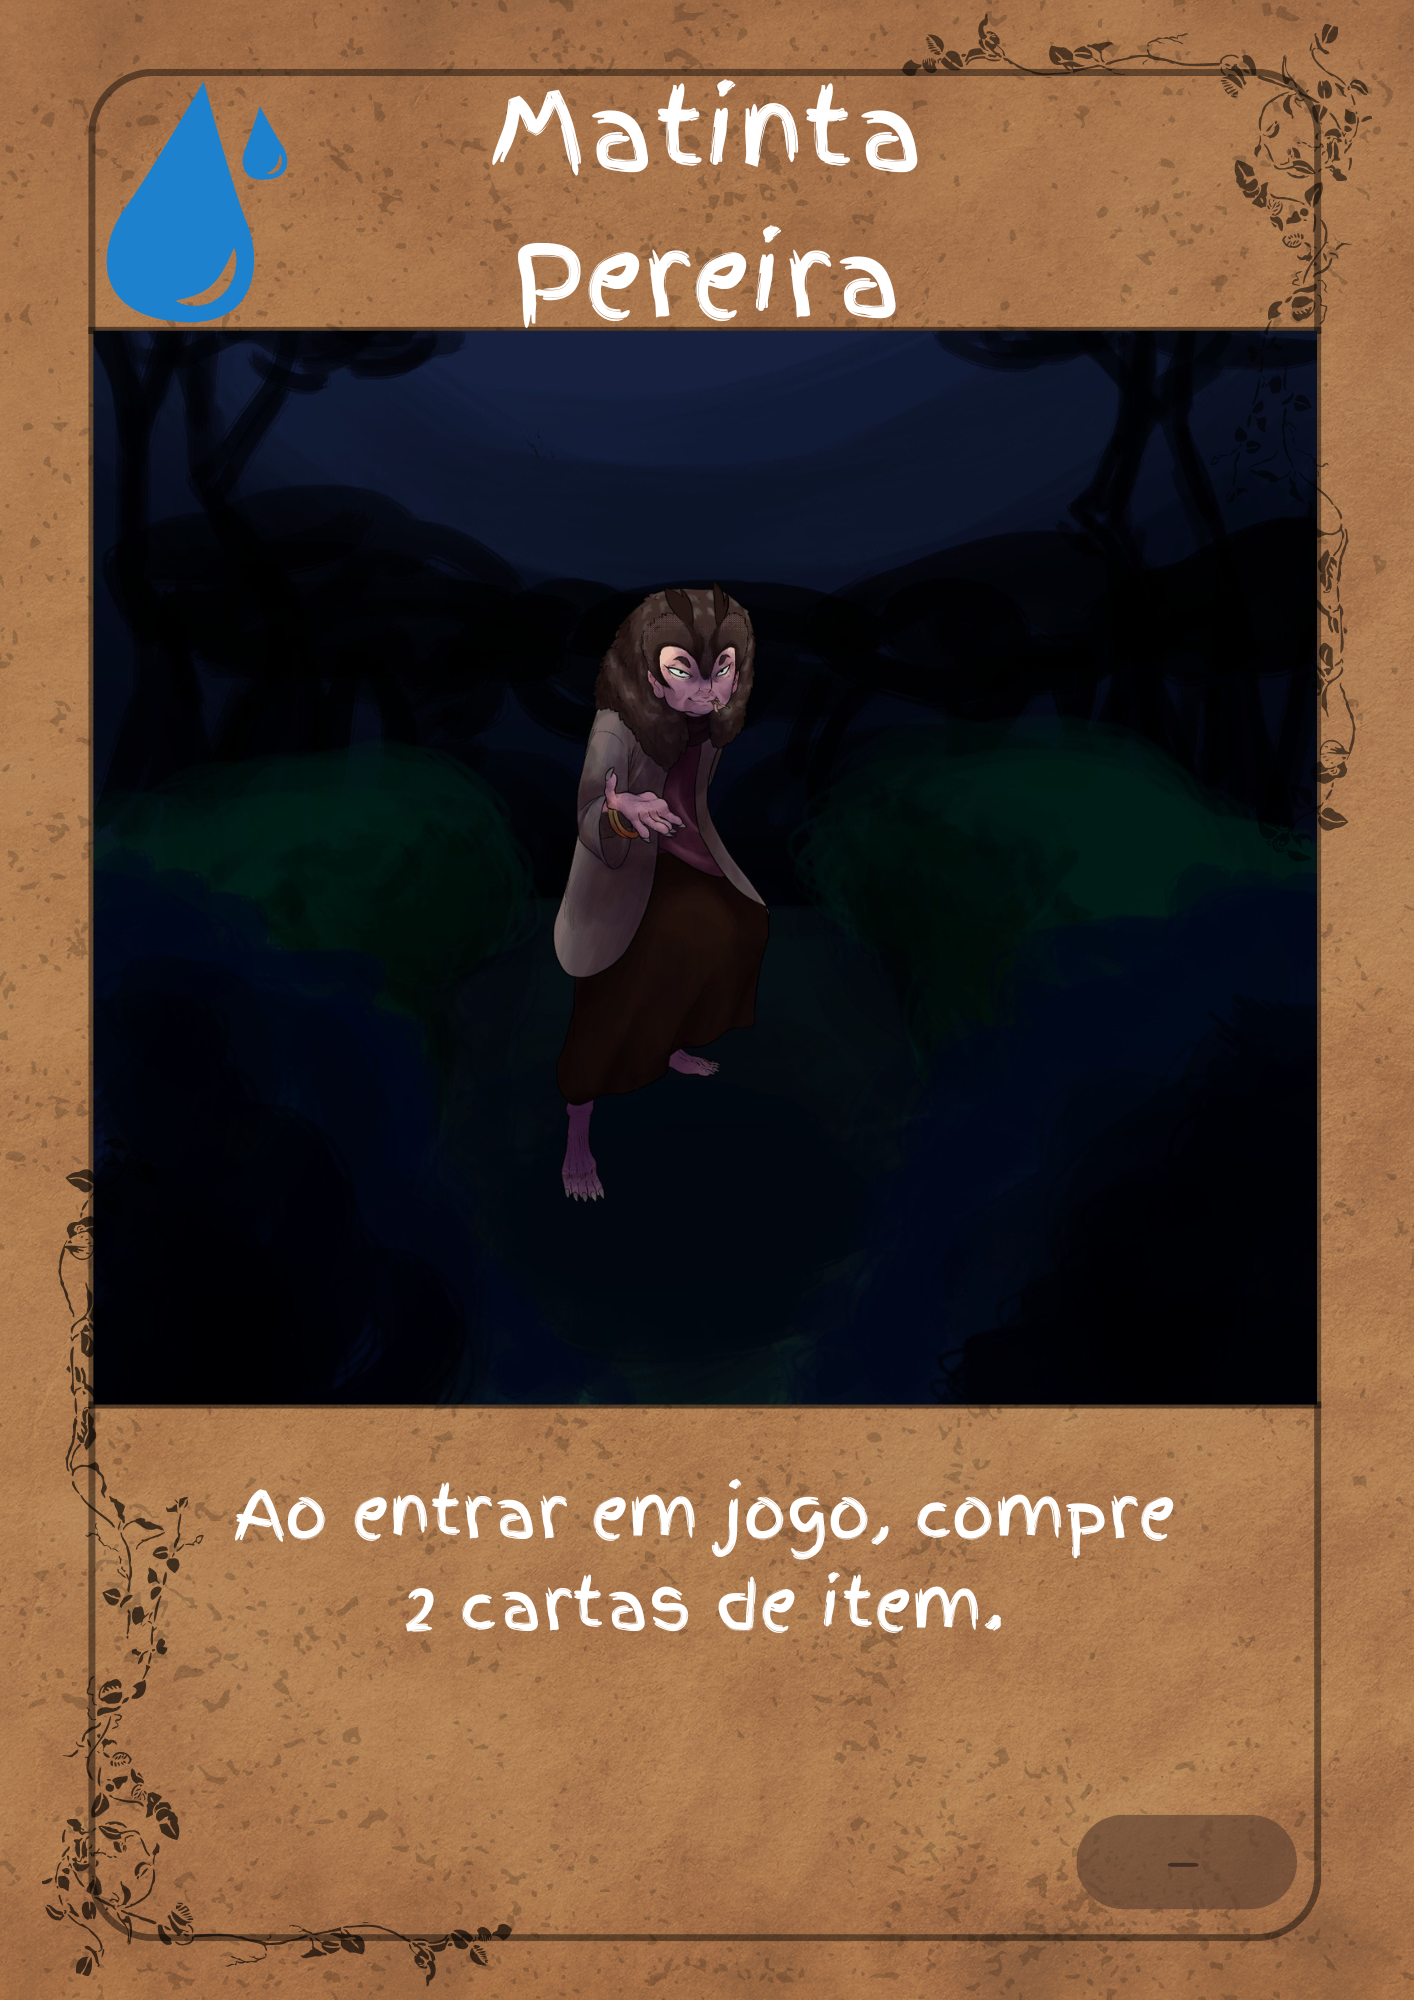 Matinta
Pereira
Ao entrar em jogo, compre
2 cartas de item.
–